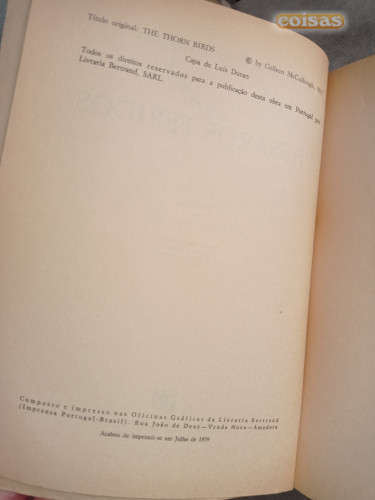 coisas
Título original: THE THORN BIRDS
© by Colleen McCullough,
Capa de Luís Duran
Todos os direitos reservados para a publicação desta obra em Portugal por
Livraria Bertrand, SARL.
Composto e impresso nas Oficinas Gráficas da Livraria Bertrand
(Imprensa Portugal-Brasil). Rua João de Deus — Venda Nova — Amadora
Acabou de imprimir-se em Julho de